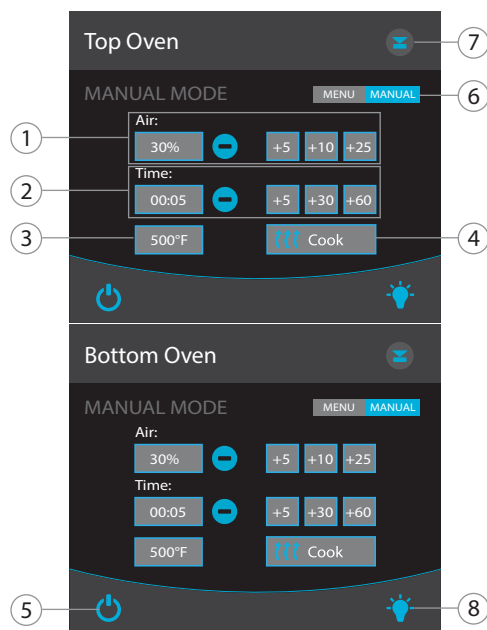 Top Oven
7
MANUAL MODE
MENU MANUAL
6
Air:
1
30% +5 +10 +25
Time:
2
00:05 +5 +30 +60
3
500°F Cook
4
Bottom Oven
MANUAL MODE
MENU MANUAL
Air:
30% +5 +10 +25
Time:
00:05 +5 +30 +60
500°F Cook
5
8